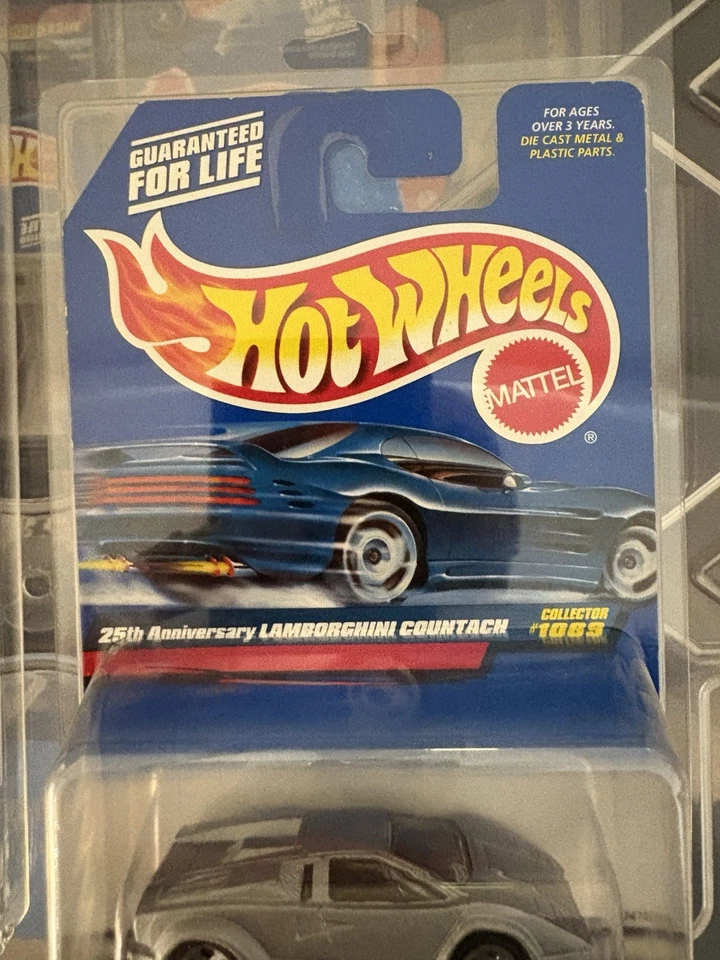 GUARANTEED
FOR LIFE
FOR AGES
OVER 3 YEARS.
DIE CAST METAL &
PLASTIC PARTS.
Hot Wheels
MATTEL
®
25th Anniversary LAMBORGHINI COUNTACH
COLLECTOR